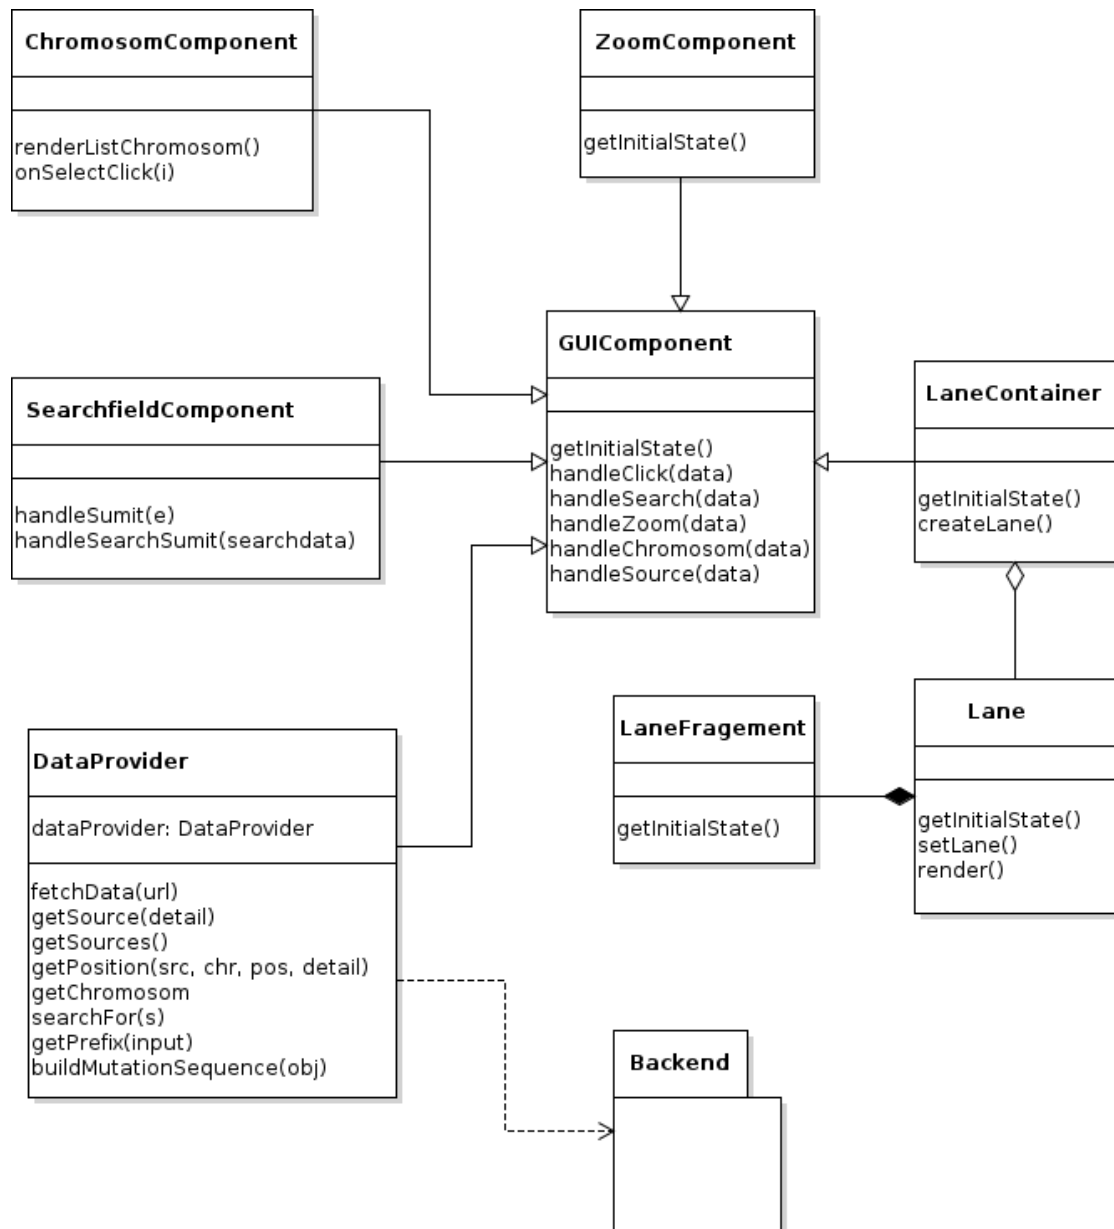 ChromosomComponent
renderListChromosom()
onSelectClick(i)
ZoomComponent
getInitialState()
GUIComponent
getInitialState()
handleClick(data)
handleSearch(data)
handleZoom(data)
handleChromosom(data)
handleSource(data)
LaneContainer
getInitialState()
createLane()
SearchfieldComponent
handleSumit(e)
handleSearchSumit(searchdata)
LaneFragement
getInitialState()
Lane
getInitialState()
setLane()
render()
DataProvider
dataProvider: DataProvider
fetchData(url)
getSource(detail)
getSources()
getPosition(src, chr, pos, detail)
getChromosom
searchFor(s)
getPrefix(input)
buildMutationSequence(obj)
Backend